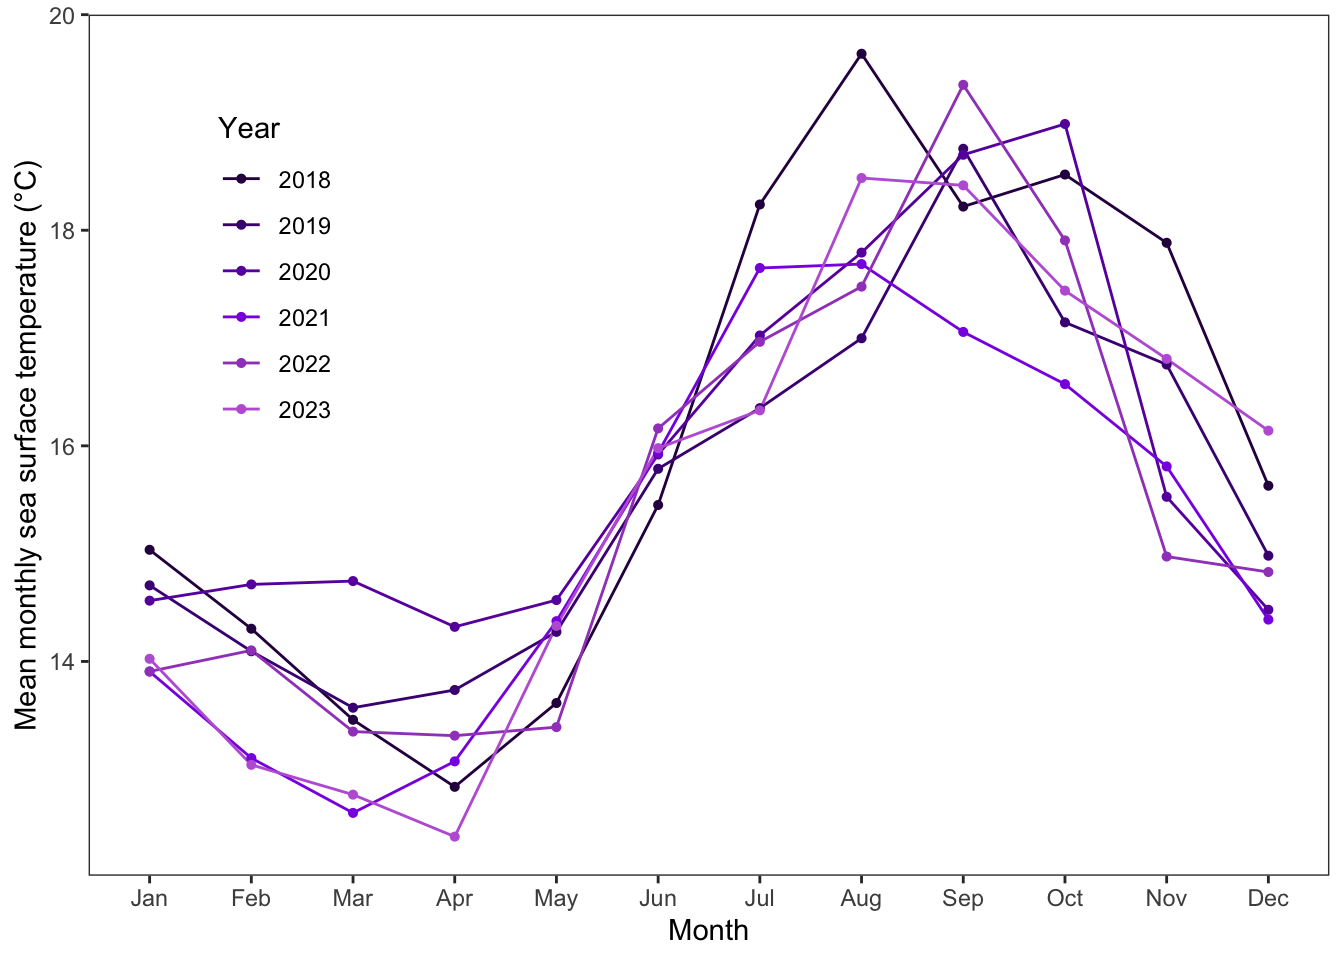 Mean monthly sea surface temperature (°C)
20
18
16
14
Year
2018
2019
2020
2021
2022
2023
Jan Feb Mar Apr May Jun Jul Aug Sep Oct Nov Dec
Month